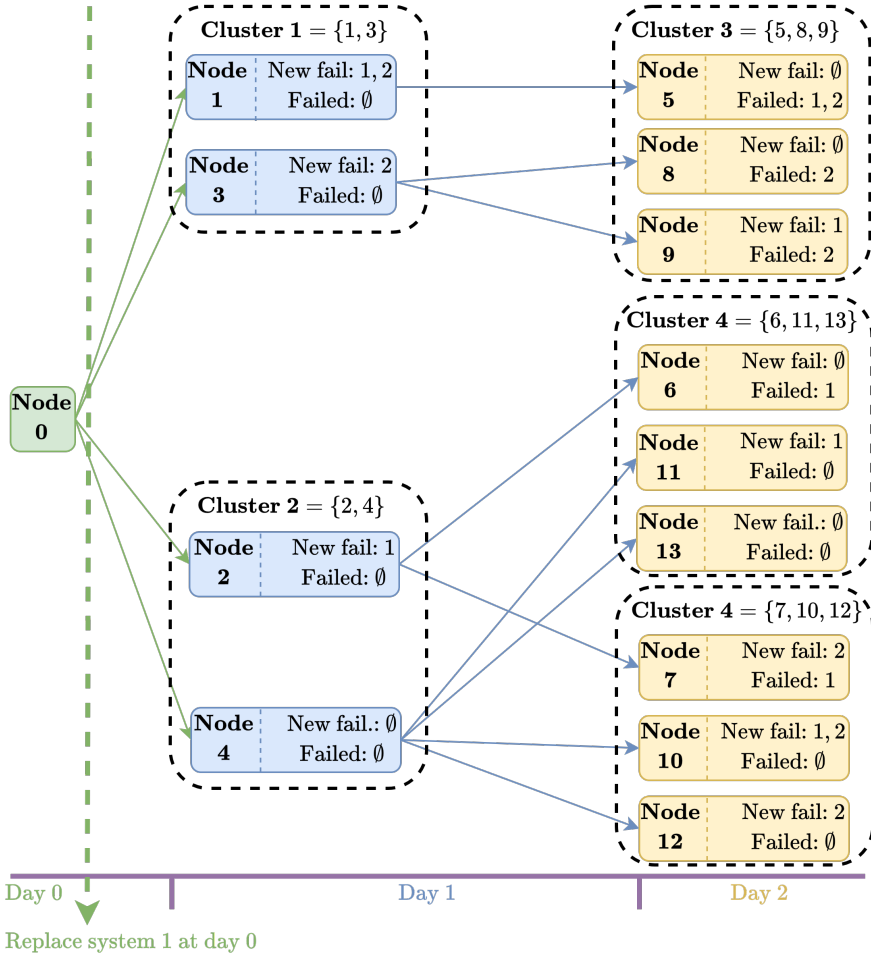 Cluster 1 = {1, 3}
Node 1
New fail: 1, 2
Failed: ∅
Node 3
New fail: 2
Failed: ∅
Cluster 3 = {5, 8, 9}
Node 5
New fail: ∅
Failed: 1, 2
Node 8
New fail: ∅
Failed: 2
Node 9
New fail: 1
Failed: 2
Node 0
Cluster 2 = {2, 4}
Node 2
New fail: 1
Failed: ∅
Node 4
New fail.: ∅
Failed: ∅
Cluster 4 = {6, 11, 13}
Node 6
New fail: ∅
Failed: 1
Node 11
New fail: 1
Failed: ∅
Node 13
New fail.: ∅
Failed: ∅
Cluster 4 = {7, 10, 12}
Node 7
New fail: 2
Failed: 1
Node 10
New fail: 1, 2
Failed: ∅
Node 12
New fail: 2
Failed: ∅
Day 0
Day 1
Day 2
Replace system 1 at day 0